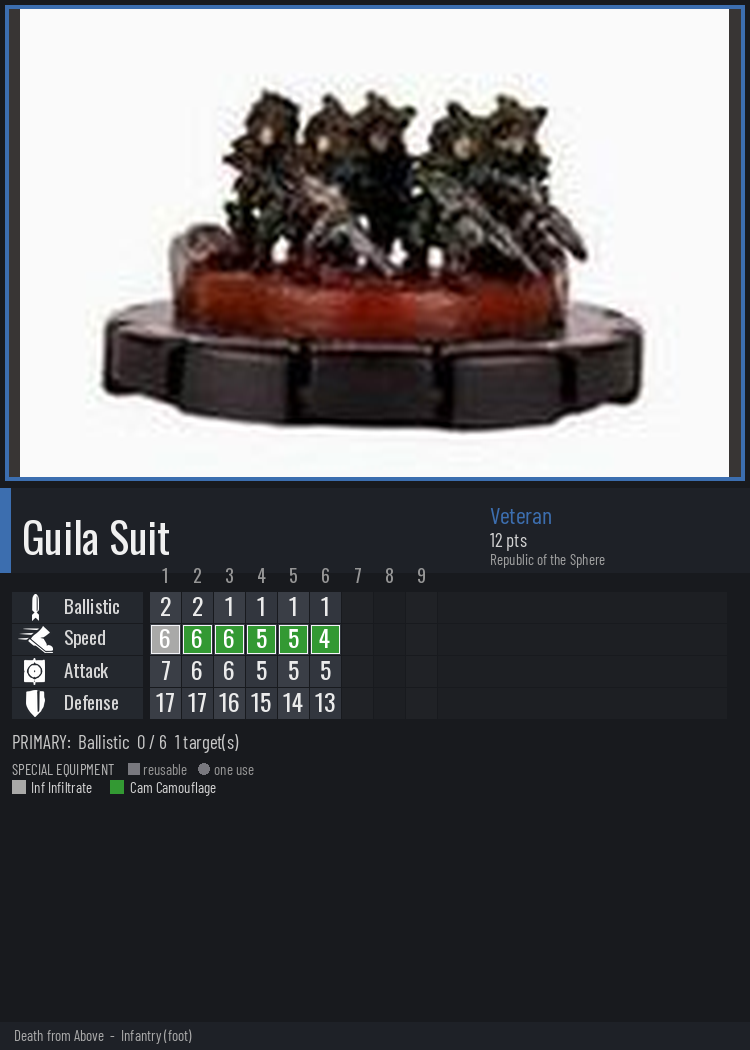 Guila Suit
Veteran
12 pts
Republic of the Sphere
1 2 3 4 5 6 7 8 9
Ballistic 2 2 1 1 1 1
Speed 6 6 6 5 5 4
Attack 7 6 6 5 5 5
Defense 17 17 16 15 14 13
PRIMARY: Ballistic 0 / 6 1 target(s)
SPECIAL EQUIPMENT reusable one use
Inf Infiltrate Cam Camouflage
Death from Above - Infantry (foot)